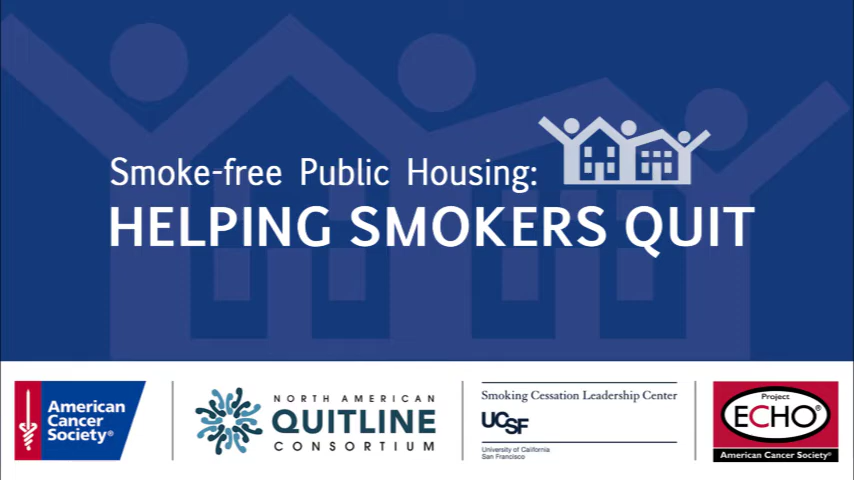 Smoke-free Public Housing:
HELPING SMOKERS QUIT
American
Cancer
Society®
NORTH AMERICAN
QUITLINE
CONSORTIUM
Smoking Cessation Leadership Center
UCSF
University of California
San Francisco
Project
ECHO®
American Cancer Society®